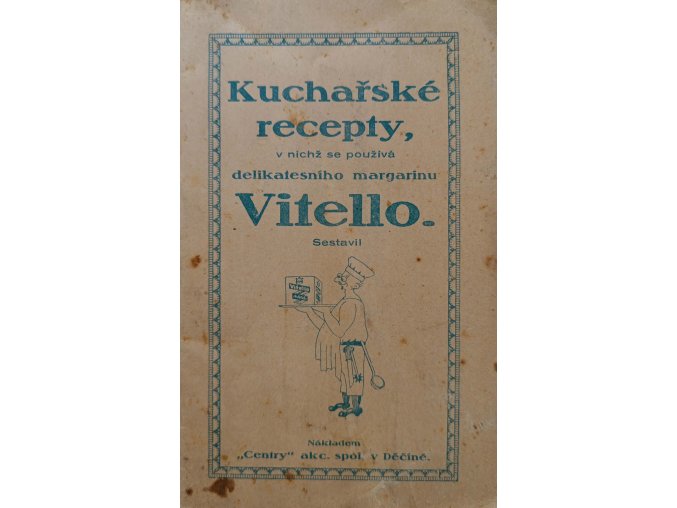 Kuchařské
recepty,
v nichž se používá
delikatesního margarinu
Vitello.
Sestavil
Nákladem
„Centry" akc. spol. v Děčíně.